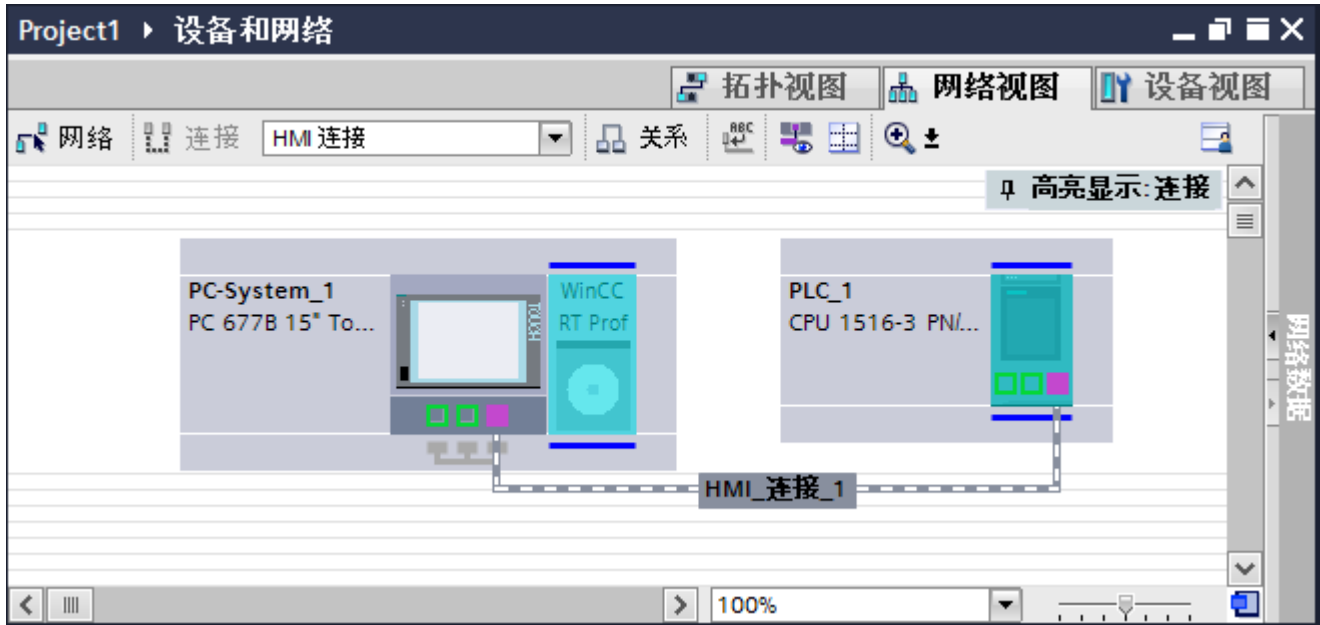 Project1 ▸ 设备和网络
拓扑视图 网络视图 设备视图
网络 连接 HMI 连接 关系 ABC
高亮显示:连接
PC-System_1
PC 677B 15" To...
TOUCH
WinCC
RT Prof
PLC_1
CPU 1516-3 PN/...
HMI_连接_1
网络数据
100%